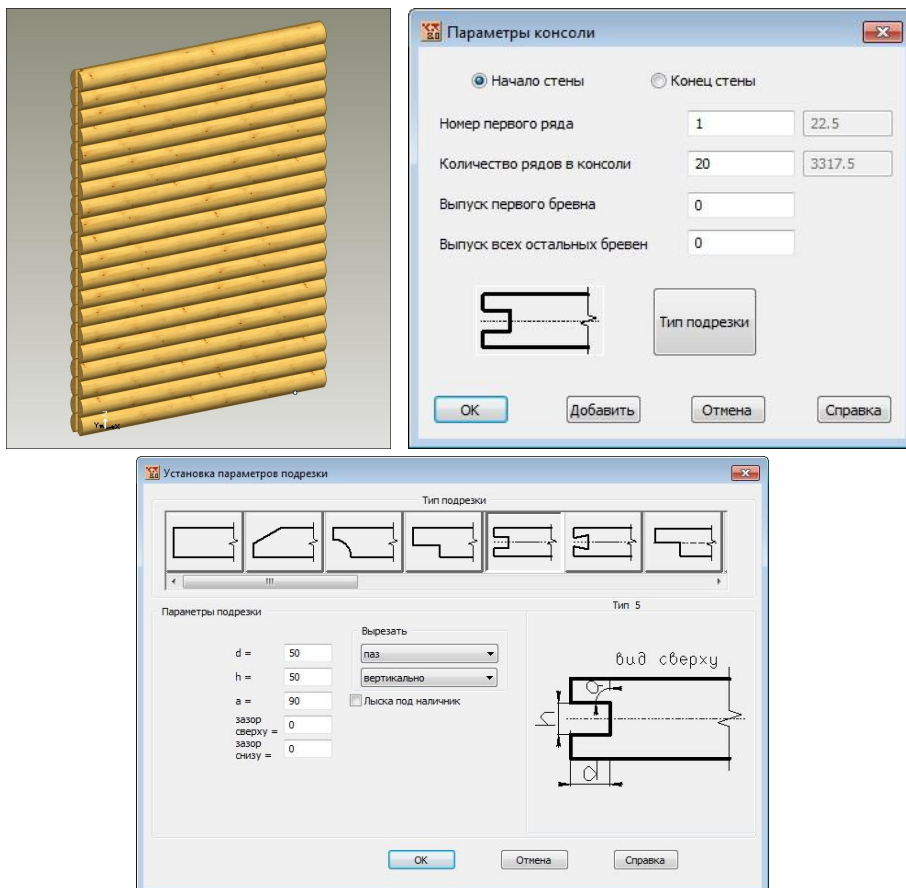 Параметры консоли
Начало стены Конец стены
Номер первого ряда 1 22.5
Количество рядов в консоли 20 3317.5
Выпуск первого бревна 0
Выпуск всех остальных бревен 0
Тип подрезки
OK Добавить Отмена Справка
Установка параметров подрезки
Тип подрезки
Параметры подрезки
Тип 5
Вырезать
d = 50 паз
вид сверху
h = 50 вертикально
a = 90 Лыска под наличник
зазор
сверху = 0
зазор
снизу = 0
a
h
d
OK Отмена Справка